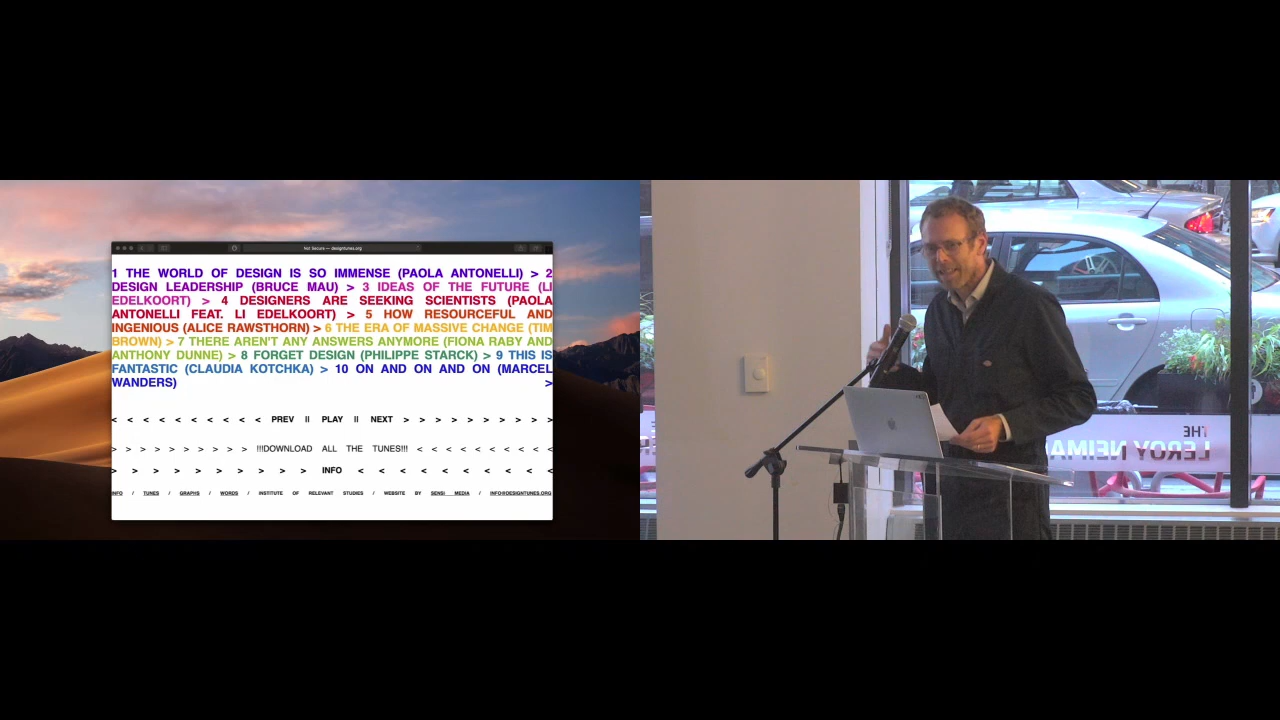 Not Secure — designtunes.org
1 THE WORLD OF DESIGN IS SO IMMENSE (PAOLA ANTONELLI) > 2
DESIGN LEADERSHIP (BRUCE MAU) > 3 IDEAS OF THE FUTURE (LI
EDELKOORT) > 4 DESIGNERS ARE SEEKING SCIENTISTS (PAOLA
ANTONELLI FEAT. LI EDELKOORT) > 5 HOW RESOURCEFUL AND
INGENIOUS (ALICE RAWSTHORN) > 6 THE ERA OF MASSIVE CHANGE (TIM
BROWN) > 7 THERE AREN'T ANY ANSWERS ANYMORE (FIONA RABY AND
ANTHONY DUNNE) > 8 FORGET DESIGN (PHILIPPE STARCK) > 9 THIS IS
FANTASTIC (CLAUDIA KOTCHKA) > 10 ON AND ON AND ON (MARCEL
WANDERS) >
< < < < < < < < < < < PREV || PLAY || NEXT > > > > > > > > > > >
> > > > > > > > > > !!!DOWNLOAD ALL THE TUNES!!! < < < < < < < < < <
> > > > > > > > > > INFO < < < < < < < < < <
INFO / TUNES / GRAPHS / WORDS / INSTITUTE OF RELEVANT STUDIES / WEBSITE BY SENSI MEDIA / INFO@DESIGNTUNES.ORG
THE
LEROY NEIMA